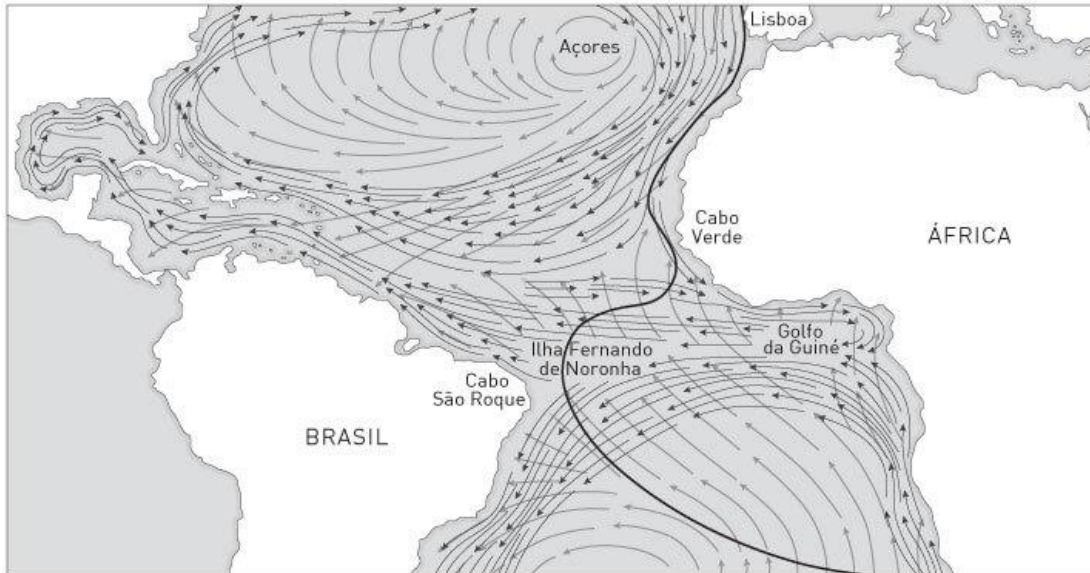 Lisboa
Açores
Cabo
Verde
ÁFRICA
Golfo
da Guiné
Ilha Fernando
de Noronha
Cabo
São Roque
BRASIL